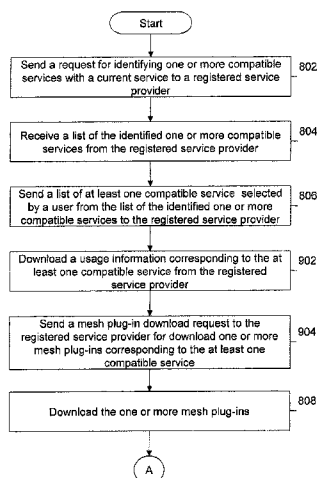 Start
Send a request for identifying one or more compatible
services with a current service to a registered service
provider
802
Receive a list of the identified one or more compatible
services from the registered service provider
804
Send a list of at least one compatible service selected
by a user from the list of the identified one or more
compatible services to the registered service provider
806
Download a usage information corresponding to the at
least one compatible service from the registered
service provider
902
Send a mesh plug-in download request to the
registered service provider for download one or more
mesh plug-ins corresponding to the at least one
compatible service
904
Download the one or more mesh plug-ins
808
A